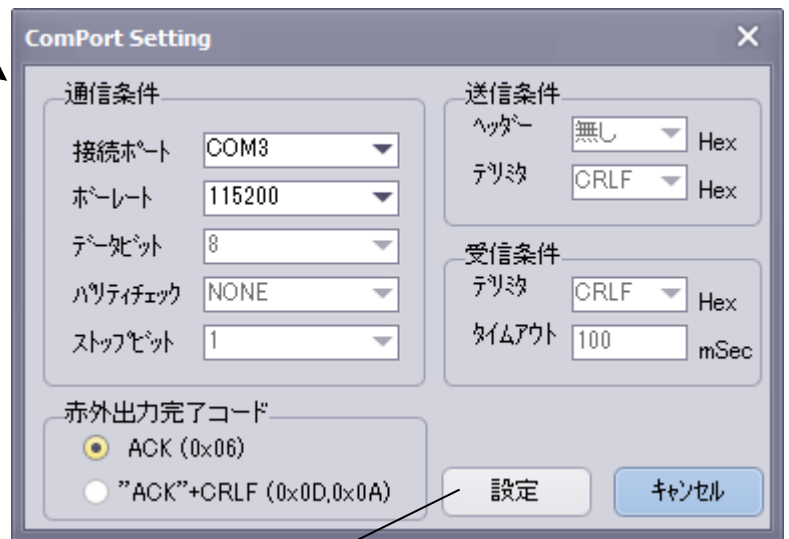 ComPort Setting
通信条件
接続ﾎﾟｰﾄ COM3
ﾎﾞｰﾚｰﾄ 115200
ﾃﾞｰﾀﾋﾞｯﾄ 8
ﾊﾟﾘﾃｨﾁｪｯｸ NONE
ｽﾄｯﾌﾟﾋﾞｯﾄ 1
送信条件
ﾍｯﾀﾞｰ 無し Hex
ﾃﾞﾘﾐﾀ CRLF Hex
受信条件
ﾃﾞﾘﾐﾀ CRLF Hex
ﾀｲﾑｱｳﾄ 100 mSec
赤外出力完了コード
ACK (0x06)
"ACK"+CRLF (0x0D,0x0A)
設定
ｷｬﾝｾﾙ